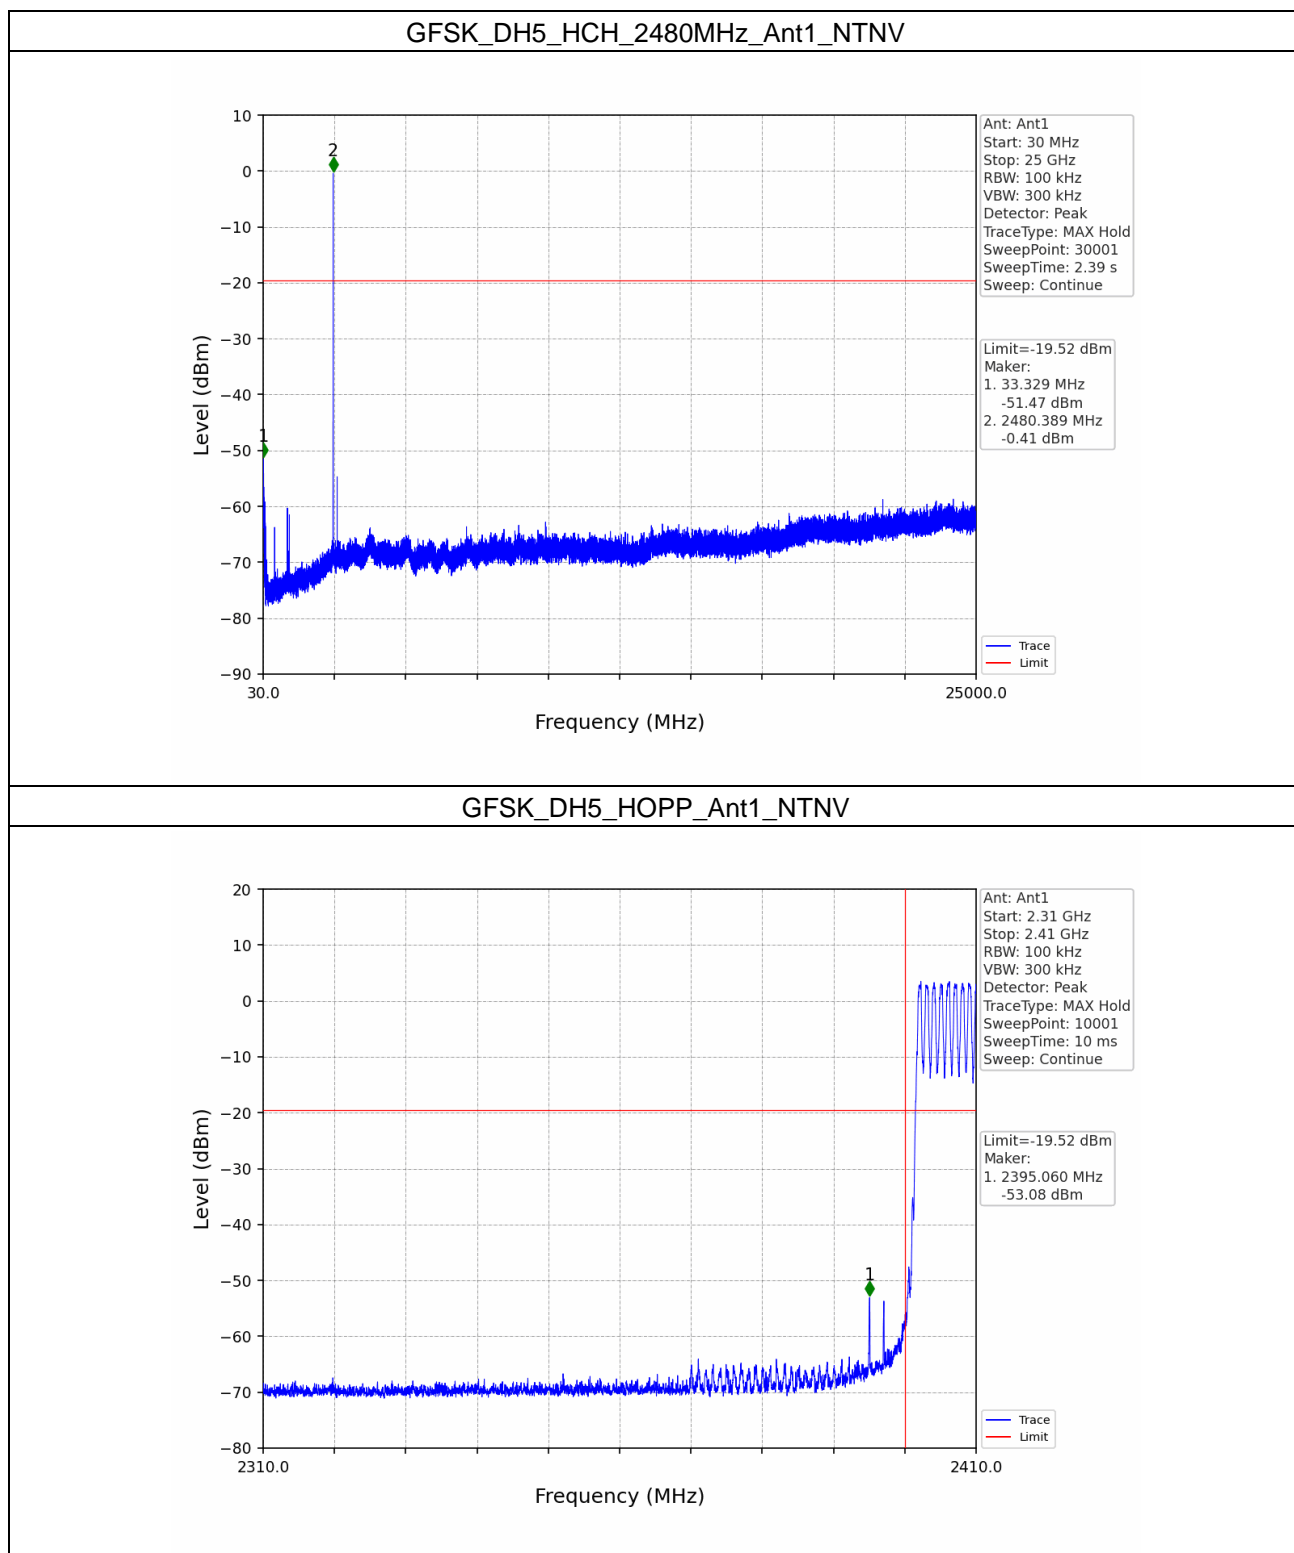 GFSK_DH5_HCH_2480MHz_Ant1_NTNV
10
0
−10
−20
−30
−40
−50
−60
−70
−80
−90
Level (dBm)
1
2
30.0
25000.0
Frequency (MHz)
Ant: Ant1
Start: 30 MHz
Stop: 25 GHz
RBW: 100 kHz
VBW: 300 kHz
Detector: Peak
TraceType: MAX Hold
SweepPoint: 30001
SweepTime: 2.39 s
Sweep: Continue
Limit=-19.52 dBm
Maker:
1. 33.329 MHz
-51.47 dBm
2. 2480.389 MHz
-0.41 dBm
Trace
Limit
GFSK_DH5_HOPP_Ant1_NTNV
20
10
0
−10
−20
−30
−40
−50
−60
−70
−80
Level (dBm)
1
2310.0
2410.0
Frequency (MHz)
Ant: Ant1
Start: 2.31 GHz
Stop: 2.41 GHz
RBW: 100 kHz
VBW: 300 kHz
Detector: Peak
TraceType: MAX Hold
SweepPoint: 10001
SweepTime: 10 ms
Sweep: Continue
Limit=-19.52 dBm
Maker:
1. 2395.060 MHz
-53.08 dBm
Trace
Limit